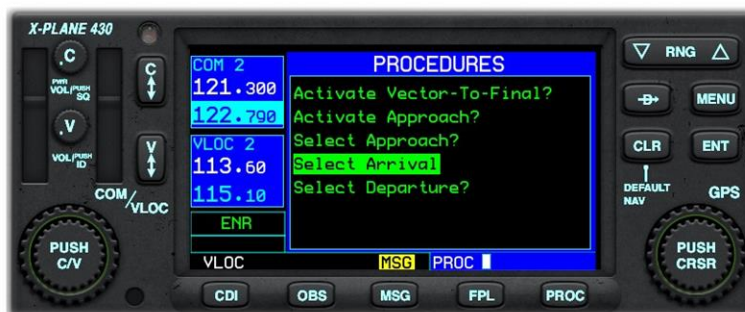 X-PLANE 430
C
PWR
VOL/PUSH
SQ
V
VOL/PUSH
ID
COM/VLOC
PUSH
C/V
C
V
COM 2
121.300
122.790
VLOC 2
113.60
115.10
ENR
VLOC
MSG
PROCEDURES
Activate Vector-To-Final?
Activate Approach?
Select Approach?
Select Arrival
Select Departure?
PROC
RNG
D
MENU
CLR
ENT
DEFAULT
NAV
GPS
PUSH
CRSR
CDI
OBS
MSG
FPL
PROC